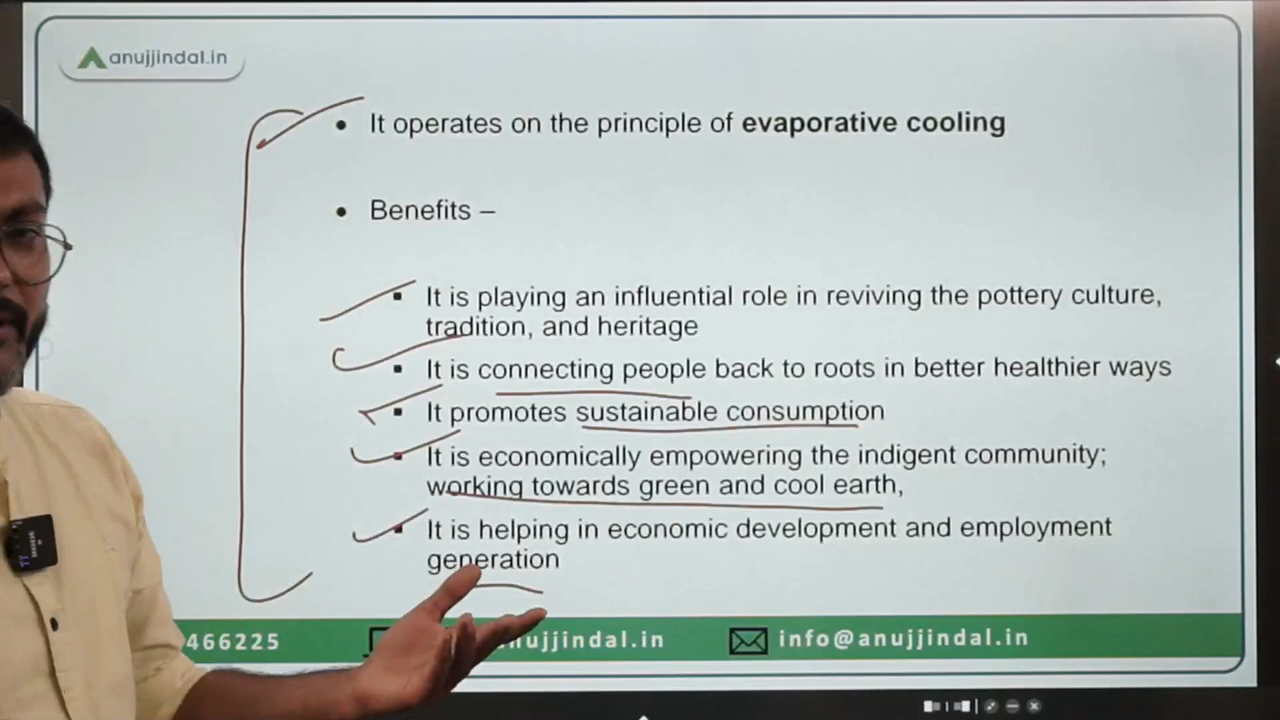 anujjindal.in
• It operates on the principle of evaporative cooling
• Benefits –
▪ It is playing an influential role in reviving the pottery culture,
tradition, and heritage
▪ It is connecting people back to roots in better healthier ways
▪ It promotes sustainable consumption
▪ It is economically empowering the indigent community;
working towards green and cool earth,
▪ It is helping in economic development and employment
generation
466225
nujjindal.in
info@anujjindal.in